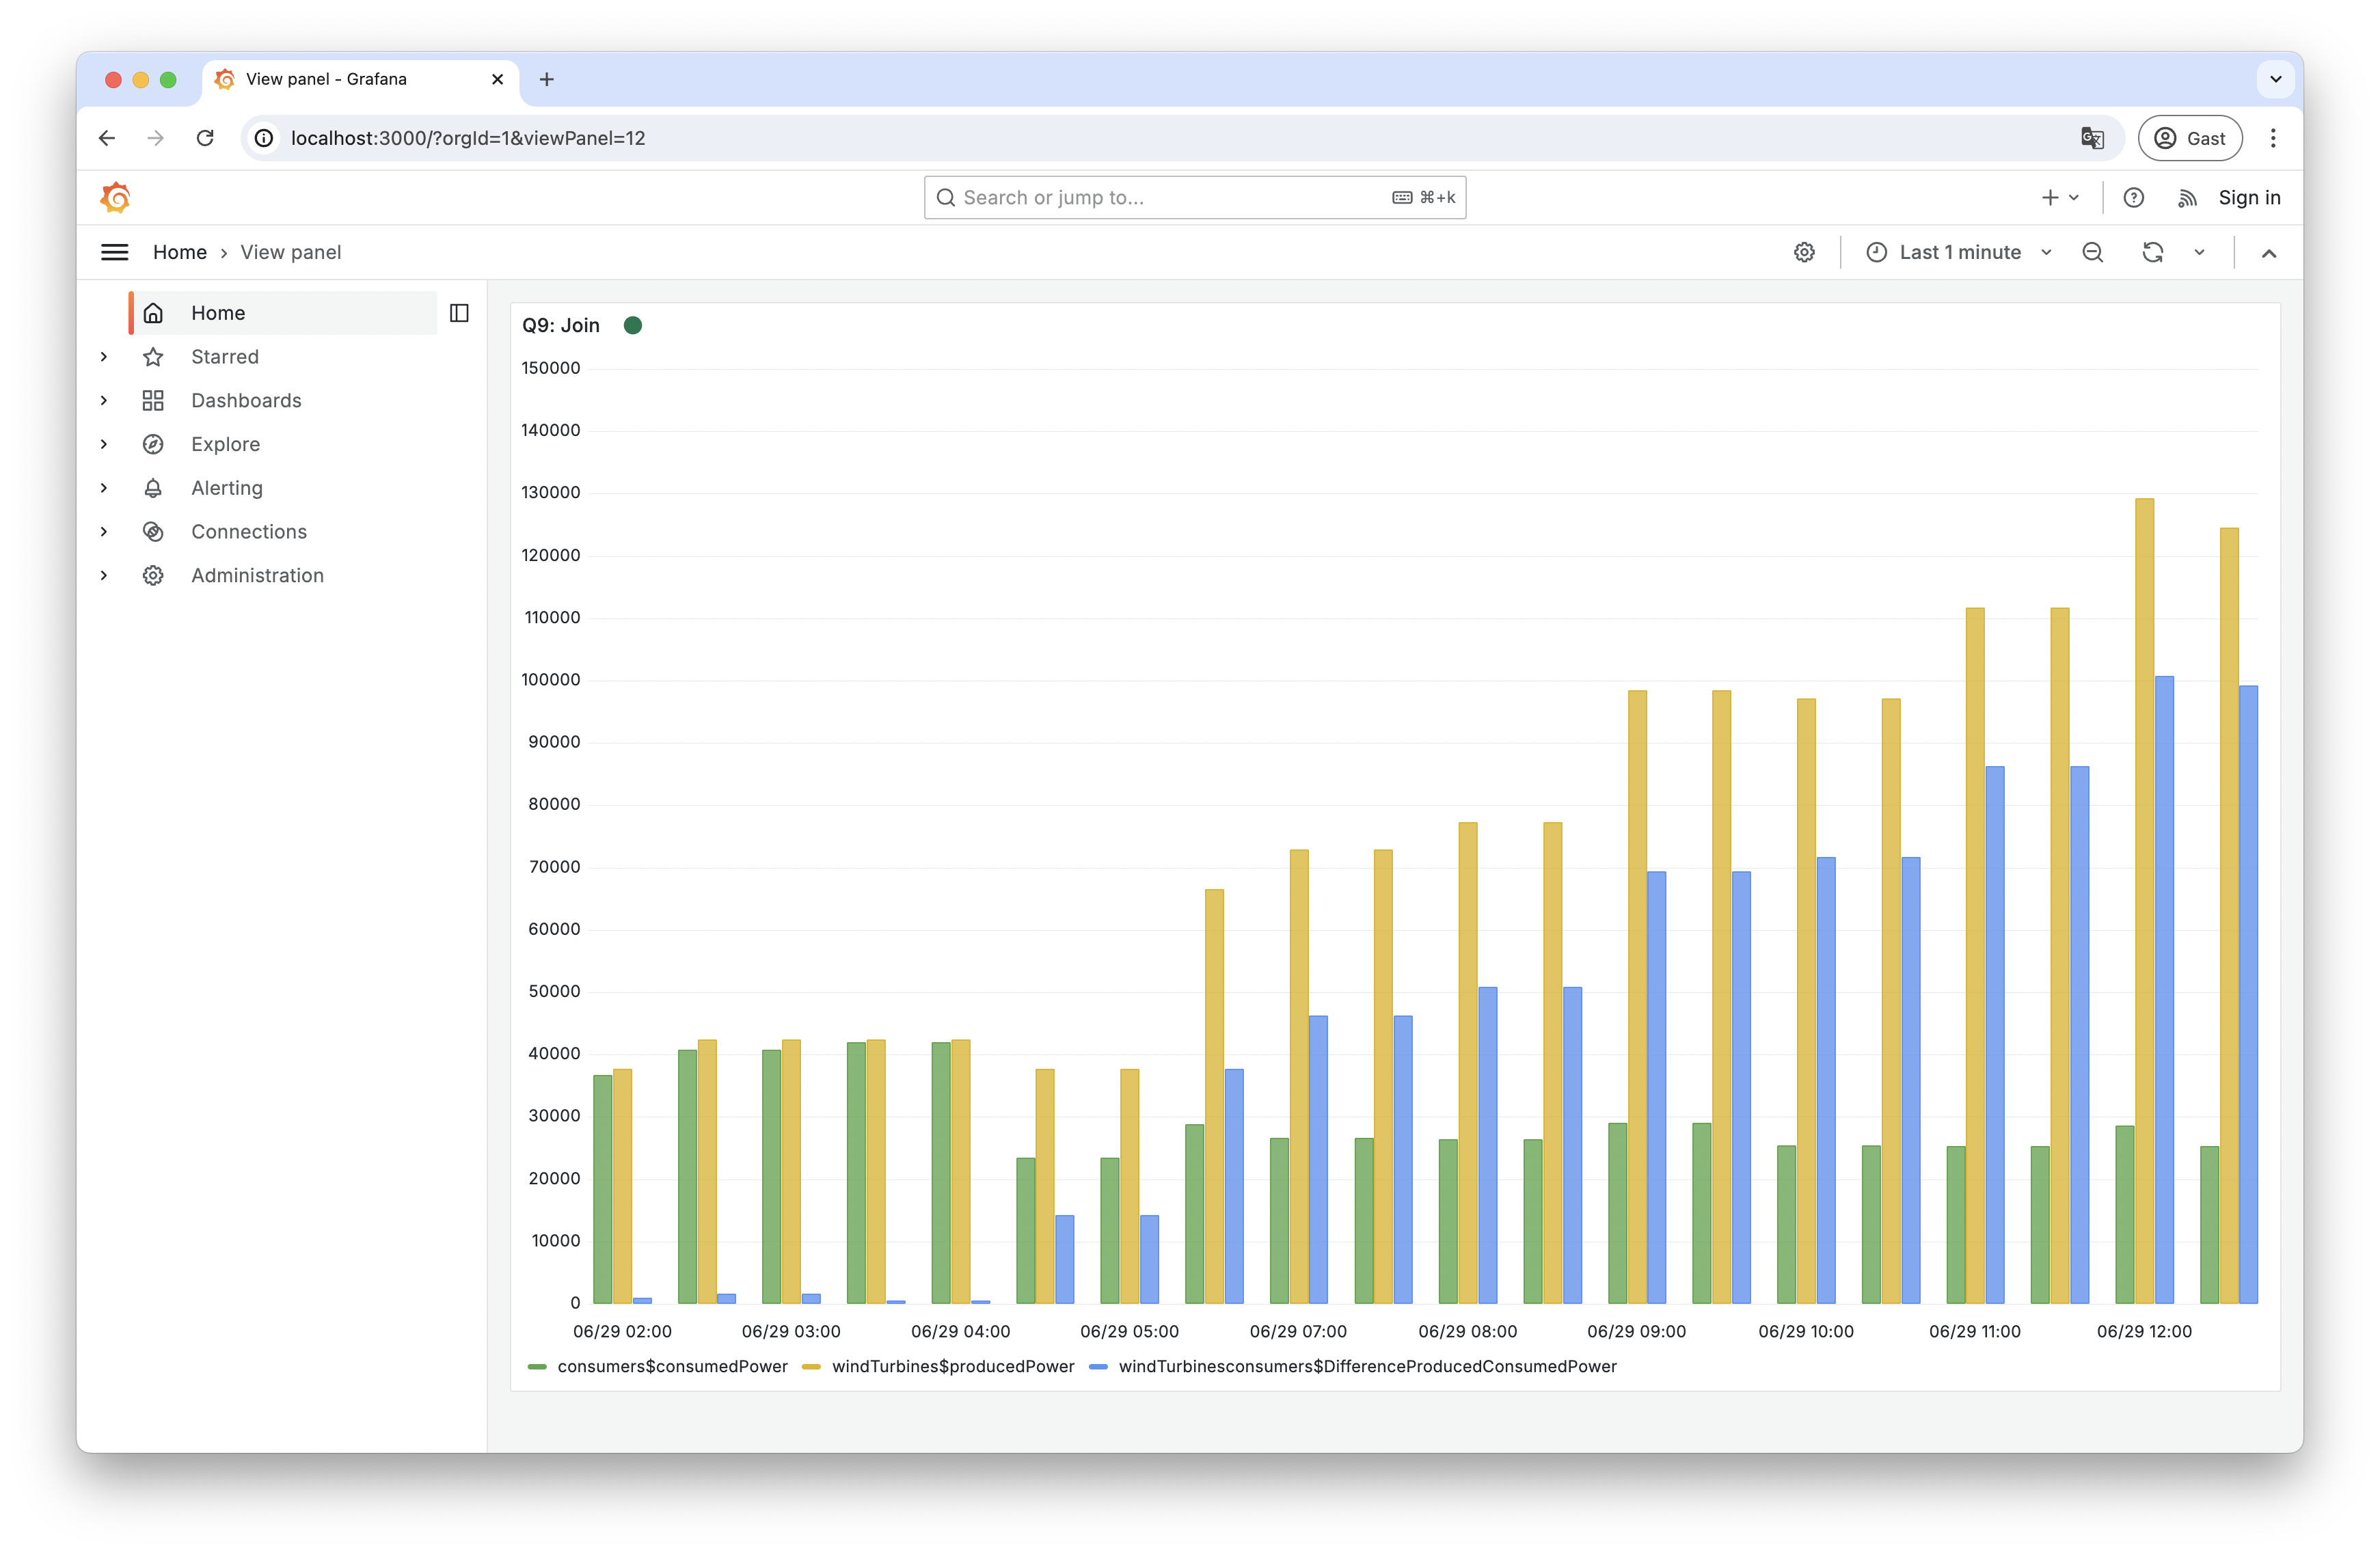 View panel - Grafana
localhost:3000/?orgId=1&viewPanel=12
Gast
Search or jump to...
⌘+k
Sign in
Home › View panel
Last 1 minute
Home
Starred
Dashboards
Explore
Alerting
Connections
Administration
Q9: Join
150000
140000
130000
120000
110000
100000
90000
80000
70000
60000
50000
40000
30000
20000
10000
0
06/29 02:00 06/29 03:00 06/29 04:00 06/29 05:00 06/29 07:00 06/29 08:00 06/29 09:00 06/29 10:00 06/29 11:00 06/29 12:00
consumers$consumedPower windTurbines$producedPower windTurbinesconsumers$DifferenceProducedConsumedPower